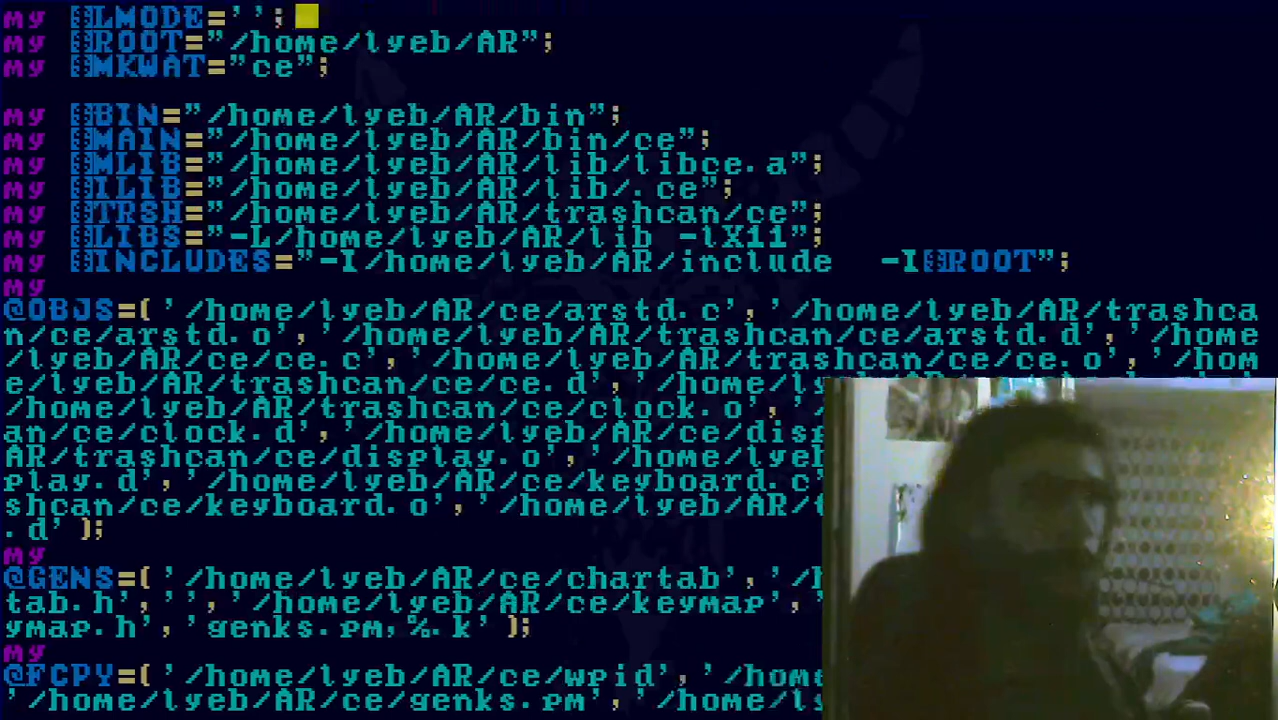 my $LMODE='';
my $ROOT="/home/lyeb/AR";
my $MKWAT="ce";
my $BIN="/home/lyeb/AR/bin";
my $MAIN="/home/lyeb/AR/bin/ce";
my $MLIB="/home/lyeb/AR/lib/libce.a";
my $ILIB="/home/lyeb/AR/lib/.ce";
my $TRSH="/home/lyeb/AR/trashcan/ce";
my $LIBS="-L/home/lyeb/AR/lib -lX11";
my $INCLUDES="-I/home/lyeb/AR/include  -I$ROOT";
my
@OBJS=('/home/lyeb/AR/ce/arstd.c','/home/lyeb/AR/trashca
n/ce/arstd.o','/home/lyeb/AR/trashcan/ce/arstd.d','/home
/lyeb/AR/ce/ce.c','/home/lyeb/AR/trashcan/ce/ce.o','/hom
e/lyeb/AR/trashcan/ce/ce.d','/home/ly
/home/lyeb/AR/trashcan/ce/clock.o','
an/ce/clock.d','/home/lyeb/AR/ce/disp
AR/trashcan/ce/display.o','/home/lyeb
play.d','/home/lyeb/AR/ce/keyboard.c'
shcan/ce/keyboard.o','/home/lyeb/AR/
.d');
my
@GENS=('/home/lyeb/AR/ce/chartab','/h
tab.h','','/home/lyeb/AR/ce/keymap','
ymap.h','genks.pm,%.k');
my
@FCPY=('/home/lyeb/AR/ce/wpid','/home
'/home/lyeb/AR/ce/genks.pm','/home/ly